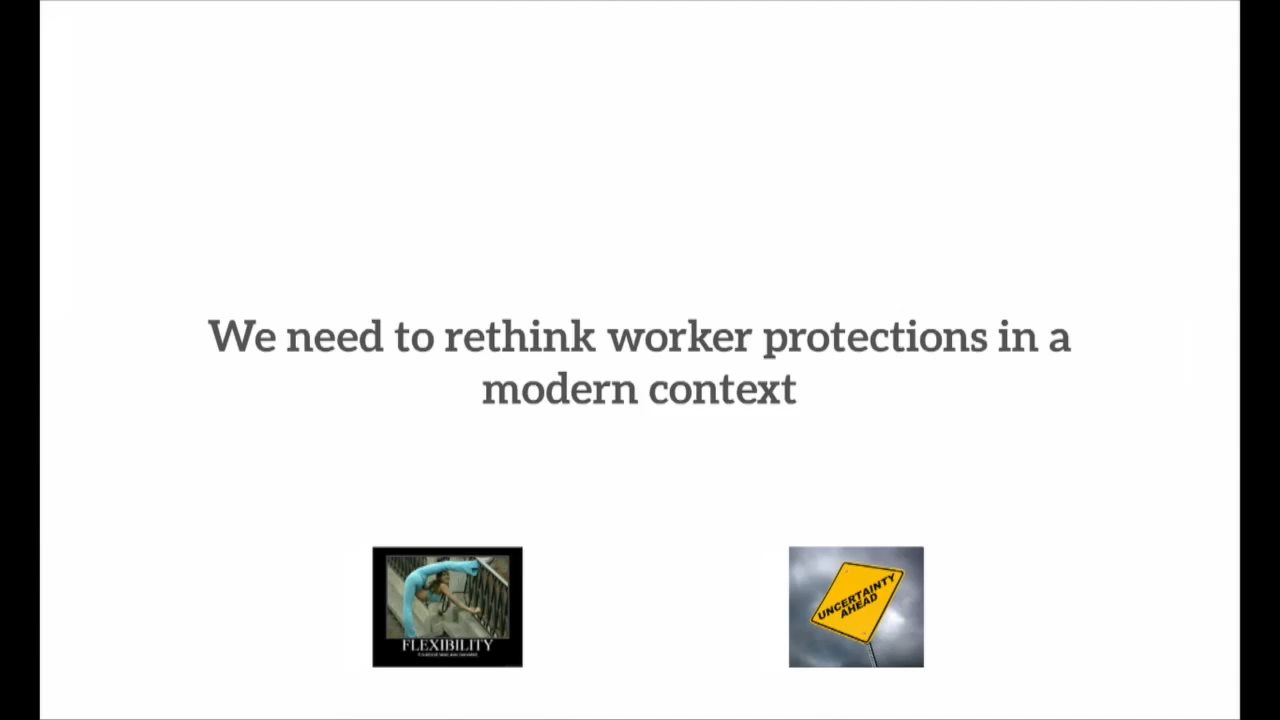 We need to rethink worker protections in a
modern context
FLEXIBILITY
UNCERTAINTY
AHEAD